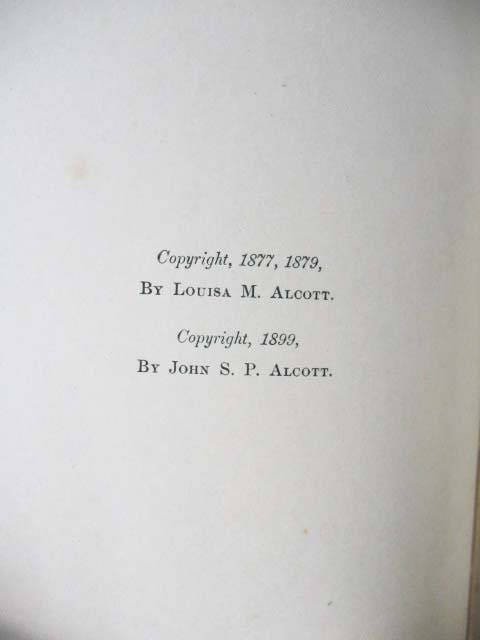 Copyright, 1877, 1879,
By Louisa M. Alcott.
Copyright, 1899,
By John S. P. Alcott.